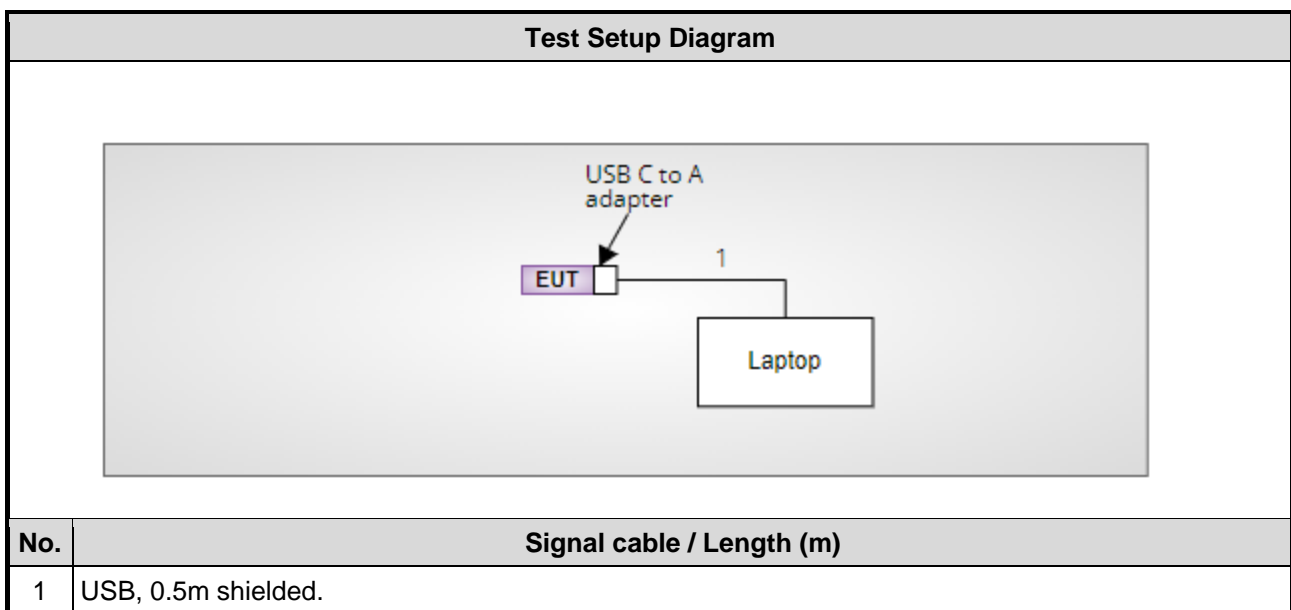 Test Setup Diagram
USB C to A
adapter
EUT
1
Laptop
No. Signal cable / Length (m)
1 USB, 0.5m shielded.